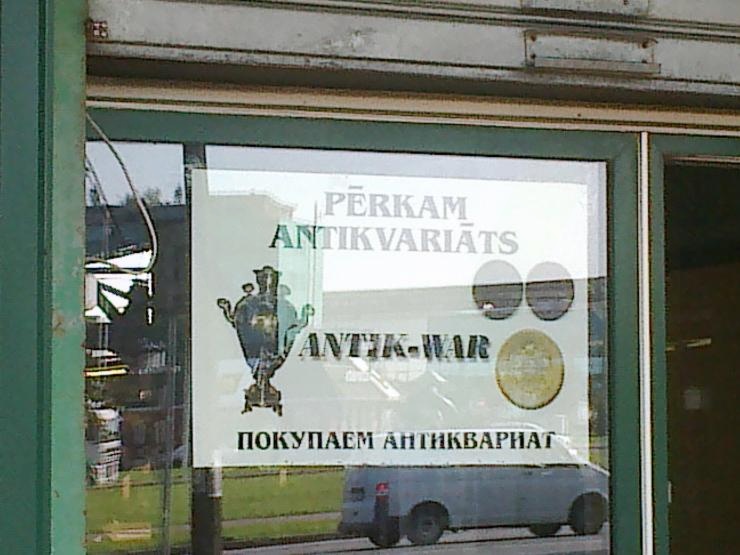 PĒRKAM
ANTIKVARIĀTS
ANTIK-WAR
ПОКУПАЕМ АНТИКВАРИАТ